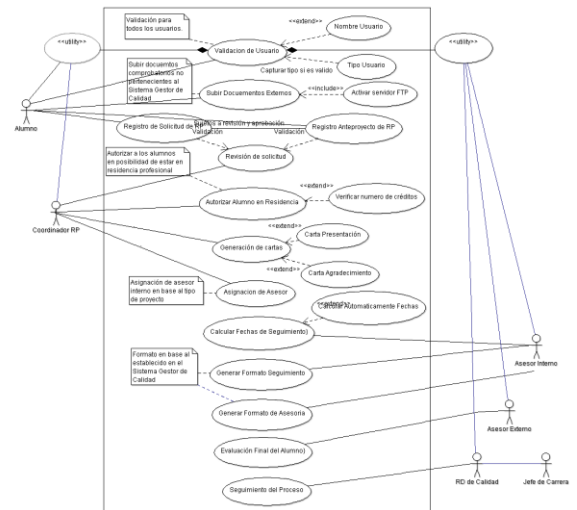 Validación para
todos los usuarios.
<<extend>>
Nombre Usuario
<<utility>>
Validacion de Usuario
<<utility>>
Capturar tipo si es valido
Tipo Usuario
Subir docuemtos
comprobatorios no
pertenecientes al
Sistema Gestor de
Calidad
Subir Docuementos Externos
<<include>>
Activar servidor FTP
Alumno
Sujetos a revisión y aprobación
Registro de Solicitud de RP
Registro Anteproyecto de RP
Validación
Validación
Revisión de solicitud
Autorizar a los alumnos
en posibilidad de estar en
residencia profesional
Autorizar Alumno en Residencia
<<extend>>
Verificar numero de créditos
Coordinador RP
Carta Presentación
<<extend>>
Generación de cartas
<<extend>>
Carta Agradecimiento
Asignación de asesor
interno en base al tipo
de proyecto
Asignacion de Asesor
<<extend>>
Calcular Automaticamente Fechas
Calcular Fechas de Seguimiento)
Asesor Interno
Formato en base al
establecido en el
Sistema Gestor de
Calidad
Generar Formato Seguimiento
Generar Formato de Asesoria
Asesor Externo
Evaluación Final del Alumno)
Seguimiento del Proceso
RD de Calidad
Jefe de Carrera